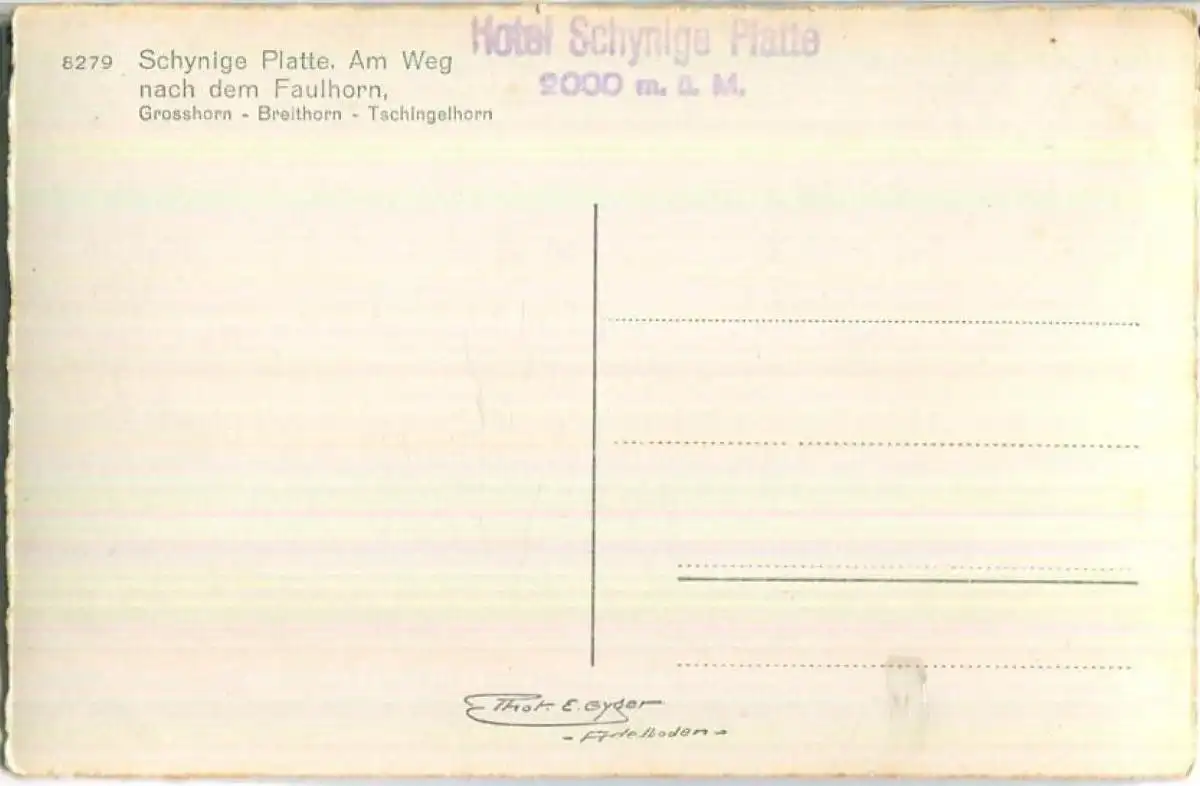 8279 Schynige Platte. Am Weg
nach dem Faulhorn,
Grosshorn - Breithorn - Tschingelhorn
Hotel Schynige Platte
2000 m. ü. M.
Phot. E. Gyger
- Adelboden -